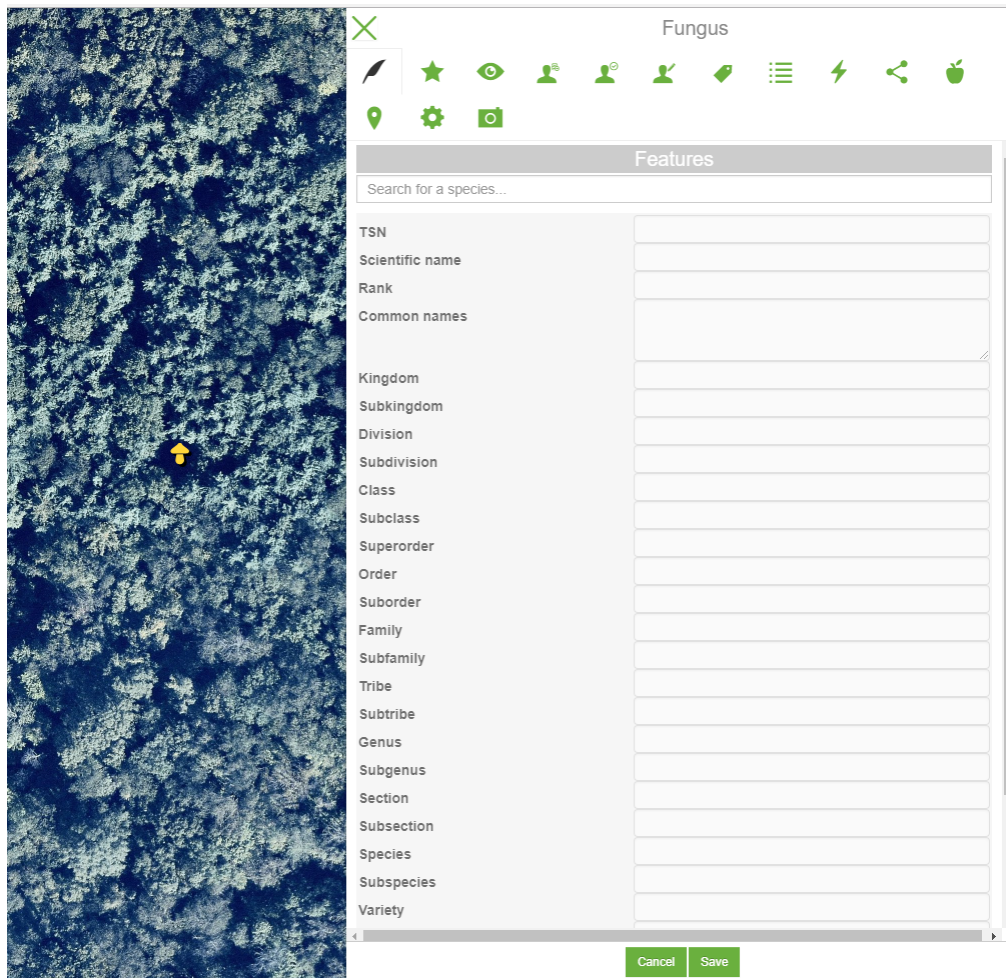 Fungus
Features
Search for a species...
TSN
Scientific name
Rank
Common names
Kingdom
Subkingdom
Division
Subdivision
Class
Subclass
Superorder
Order
Suborder
Family
Subfamily
Tribe
Subtribe
Genus
Subgenus
Section
Subsection
Species
Subspecies
Variety
Cancel Save